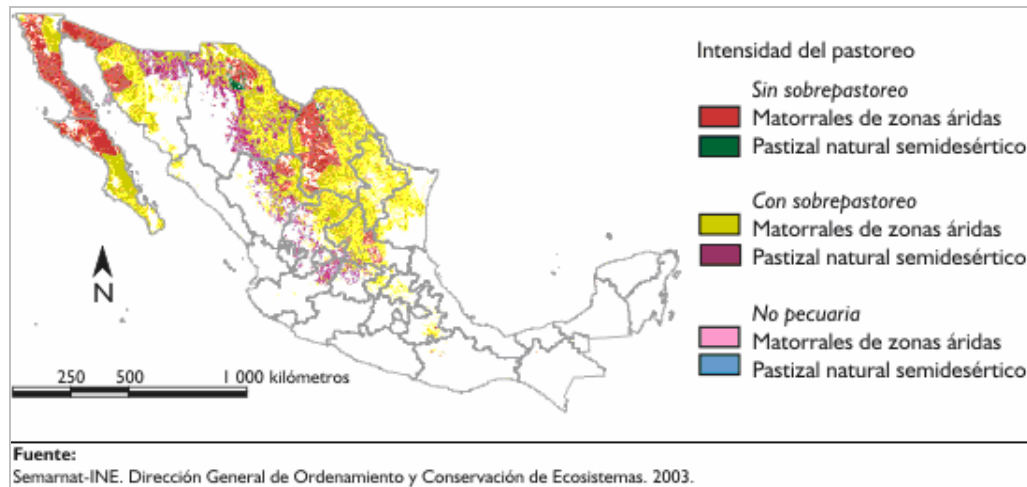 Intensidad del pastoreo
Sin sobrepastoreo
Matorrales de zonas áridas
Pastizal natural semidesértico
Con sobrepastoreo
Matorrales de zonas áridas
Pastizal natural semidesértico
No pecuaria
Matorrales de zonas áridas
Pastizal natural semidesértico
N
250 500 1 000 kilómetros
Fuente:
Semarnat-INE. Dirección General de Ordenamiento y Conservación de Ecosistemas. 2003.